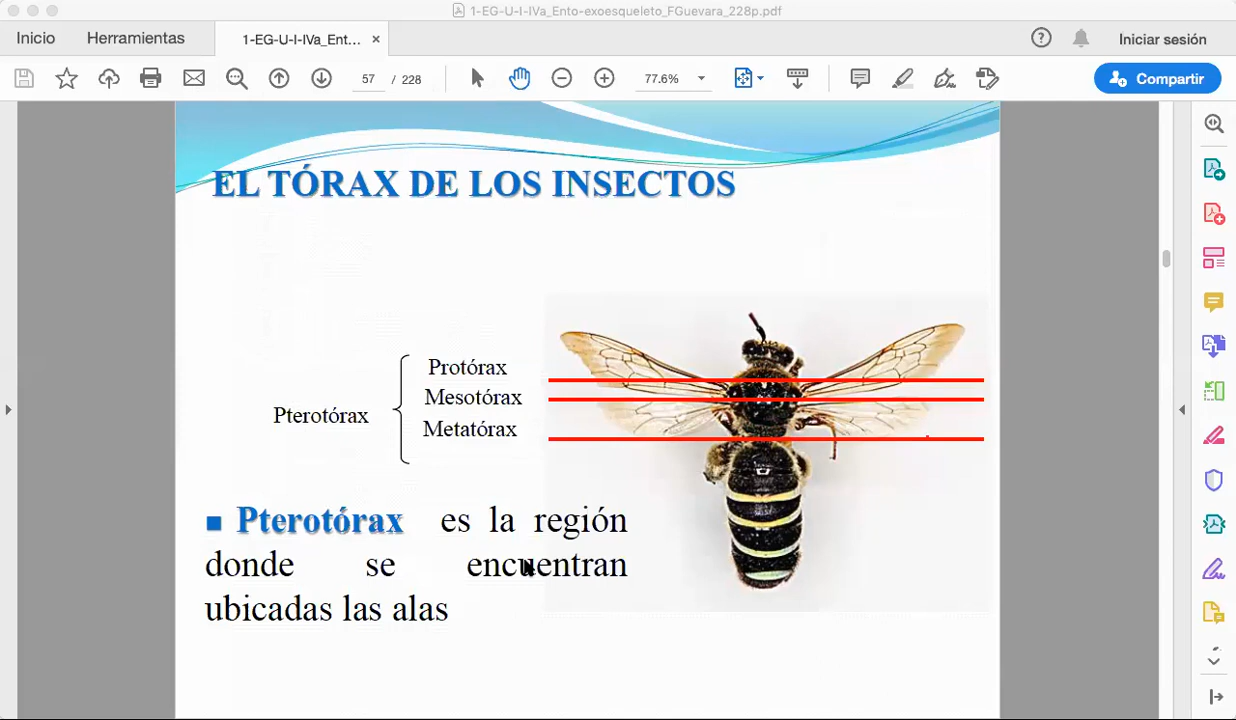 1-EG-U-I-IVa_Ento-exoesqueleto_FGuevara_228p.pdf
Inicio
Herramientas
1-EG-U-I-IVa_Ent...
Iniciar sesión
57 / 228
77.6%
Compartir
EL TÓRAX DE LOS INSECTOS
Protórax
Mesotórax
Pterotórax
Metatórax
Pterotórax es la región
donde se encuentran
ubicadas las alas